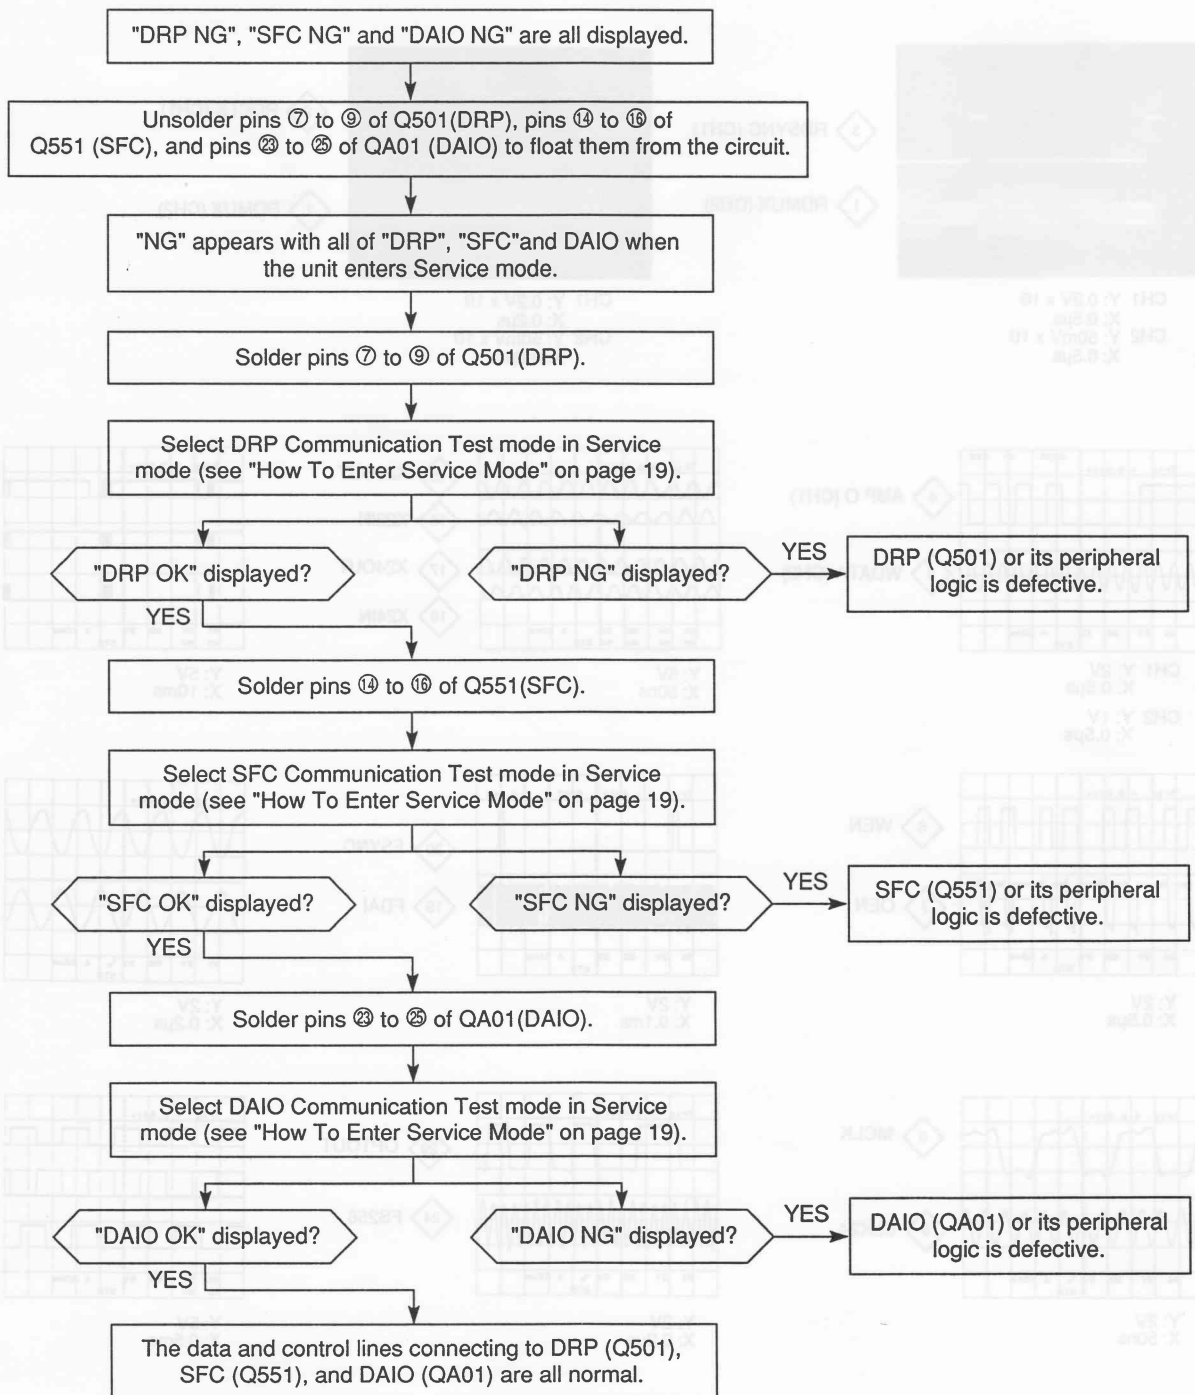 "DRP NG", "SFC NG" and "DAIO NG" are all displayed.
Unsolder pins ⑦ to ⑨ of Q501(DRP), pins ⑭ to ⑯ of
Q551 (SFC), and pins ㉓ to ㉕ of QA01 (DAIO) to float them from the circuit.
"NG" appears with all of "DRP", "SFC"and DAIO when
the unit enters Service mode.
Solder pins ⑦ to ⑨ of Q501(DRP).
Select DRP Communication Test mode in Service
mode (see "How To Enter Service Mode" on page 19).
"DRP OK" displayed?
"DRP NG" displayed?
YES
DRP (Q501) or its peripheral
logic is defective.
YES
Solder pins ⑭ to ⑯ of Q551(SFC).
Select SFC Communication Test mode in Service
mode (see "How To Enter Service Mode" on page 19).
"SFC OK" displayed?
"SFC NG" displayed?
YES
SFC (Q551) or its peripheral
logic is defective.
YES
Solder pins ㉓ to ㉕ of QA01(DAIO).
Select DAIO Communication Test mode in Service
mode (see "How To Enter Service Mode" on page 19).
"DAIO OK" displayed?
"DAIO NG" displayed?
YES
DAIO (QA01) or its peripheral
logic is defective.
YES
The data and control lines connecting to DRP (Q501),
SFC (Q551), and DAIO (QA01) are all normal.